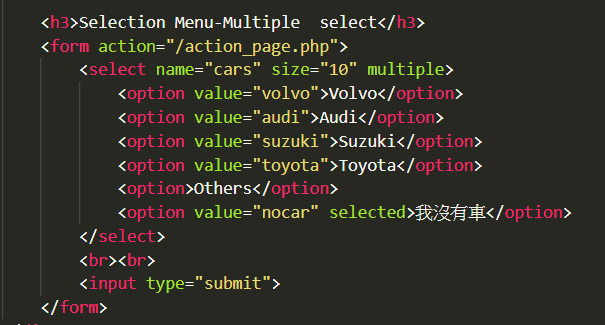 <h3>Selection Menu-Multiple  select</h3>
<form action="/action_page.php">
<select name="cars" size="10" multiple>
<option value="volvo">Volvo</option>
<option value="audi">Audi</option>
<option value="suzuki">Suzuki</option>
<option value="toyota">Toyota</option>
<option>Others</option>
<option value="nocar" selected>我沒有車</option>
</select>
<br><br>
<input type="submit">
</form>